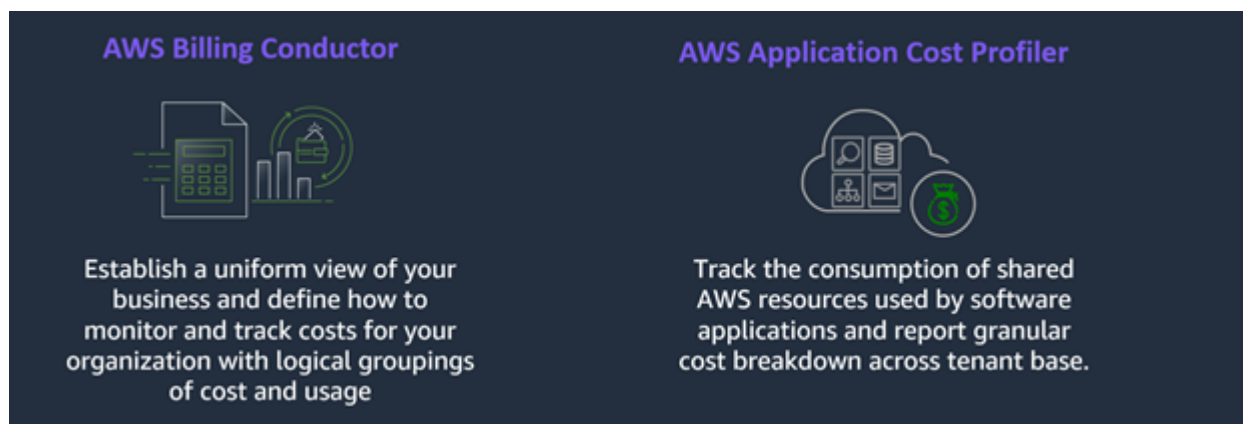 AWS Billing Conductor
Establish a uniform view of your
business and define how to
monitor and track costs for your
organization with logical groupings
of cost and usage
AWS Application Cost Profiler
$
Track the consumption of shared
AWS resources used by software
applications and report granular
cost breakdown across tenant base.